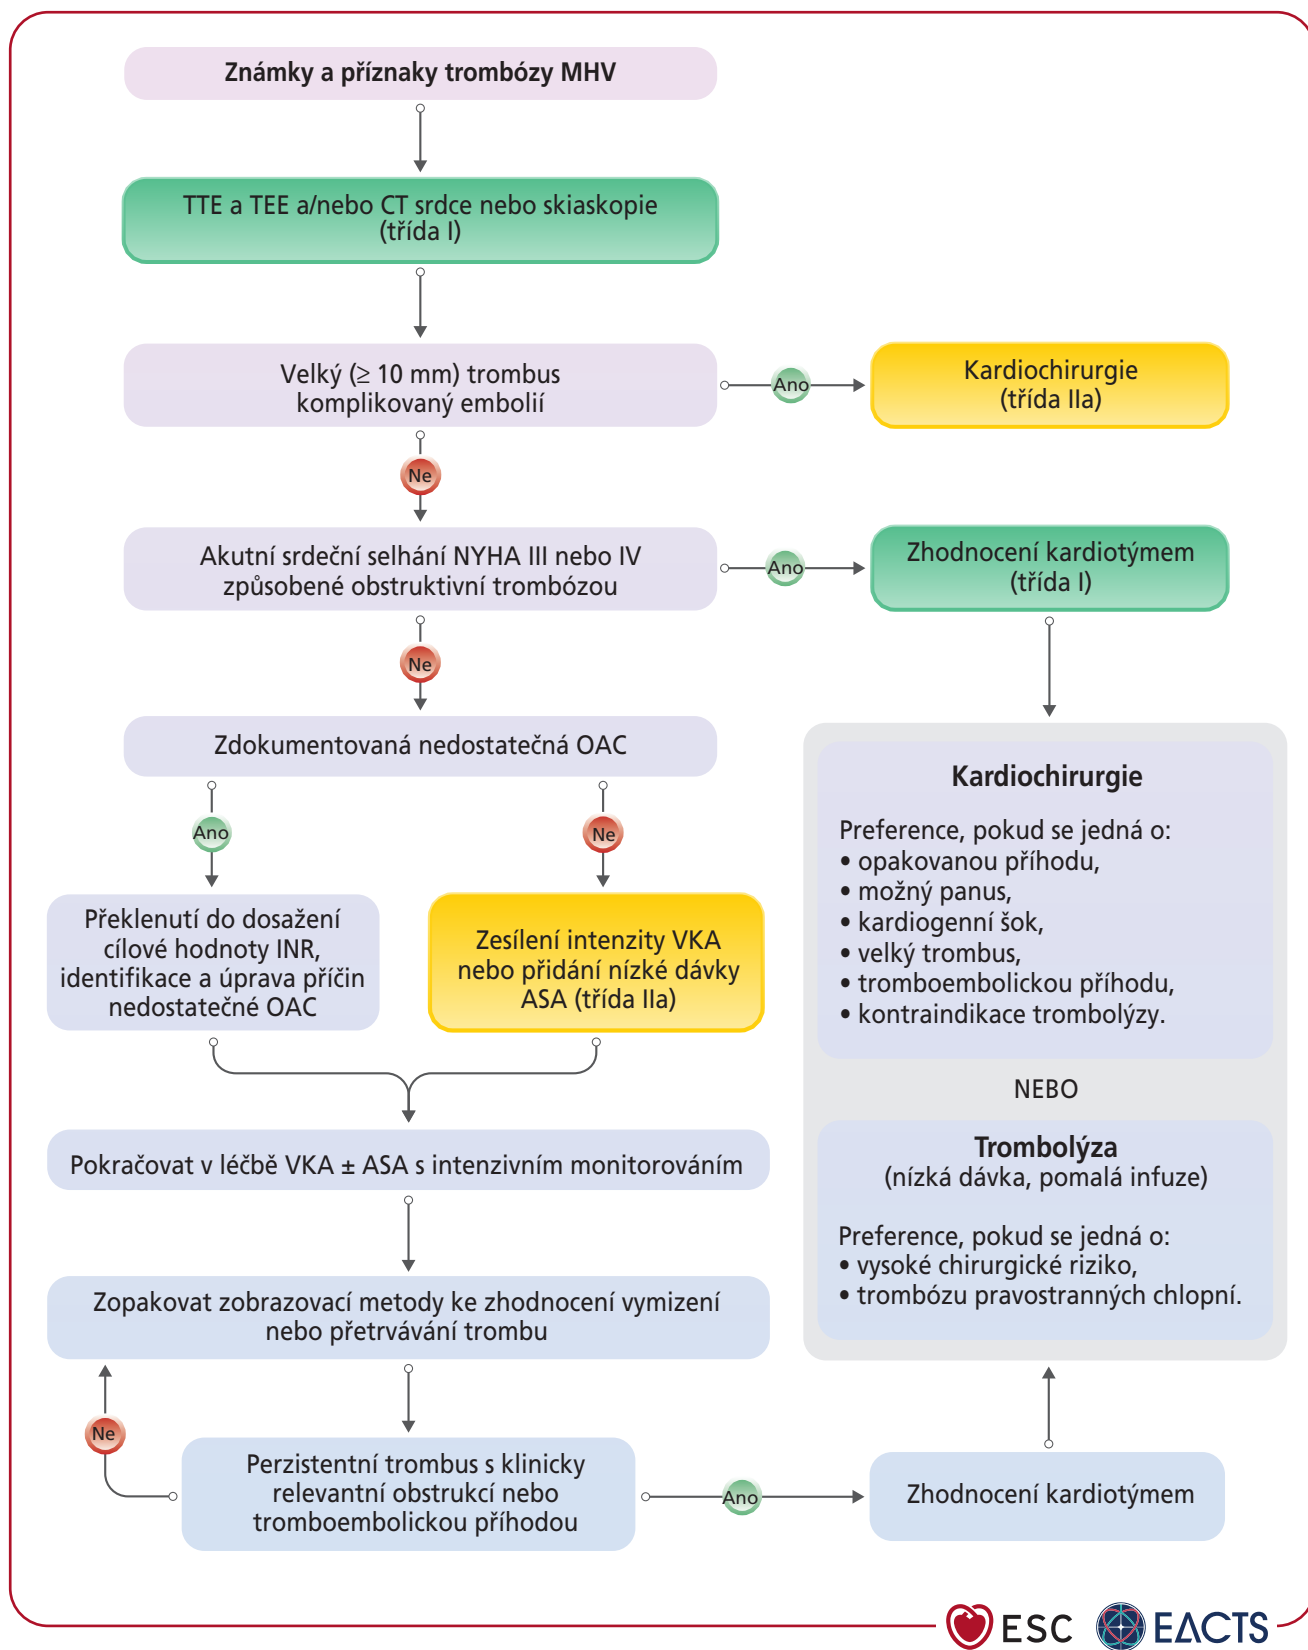 Známky a příznaky trombózy MHV
TTE a TEE a/nebo CT srdce nebo skiaskopie
(třída I)
Velký (≥ 10 mm) trombus
komplikovaný embolií
Ano
Kardiochirurgie
(třída IIa)
Ne
Akutní srdeční selhání NYHA III nebo IV
způsobené obstruktivní trombózou
Ano
Zhodnocení kardiotýmem
(třída I)
Ne
Zdokumentovaná nedostatečná OAC
Ano
Ne
Překlenutí do dosažení
cílové hodnoty INR,
identifikace a úprava příčin
nedostatečné OAC
Zesílení intenzity VKA
nebo přidání nízké dávky
ASA (třída IIa)
Kardiochirurgie
Preference, pokud se jedná o:
• opakovanou příhodu,
• možný panus,
• kardiogenní šok,
• velký trombus,
• tromboembolickou příhodu,
• kontraindikace trombolýzy.
NEBO
Trombolýza
(nízká dávka, pomalá infuze)
Preference, pokud se jedná o:
• vysoké chirurgické riziko,
• trombózu pravostranných chlopní.
Pokračovat v léčbě VKA ± ASA s intenzivním monitorováním
Zopakovat zobrazovací metody ke zhodnocení vymizení
nebo přetrvávání trombu
Ne
Perzistentní trombus s klinicky
relevantní obstrukcí nebo
tromboembolickou příhodou
Ano
Zhodnocení kardiotýmem
ESC
EACTS